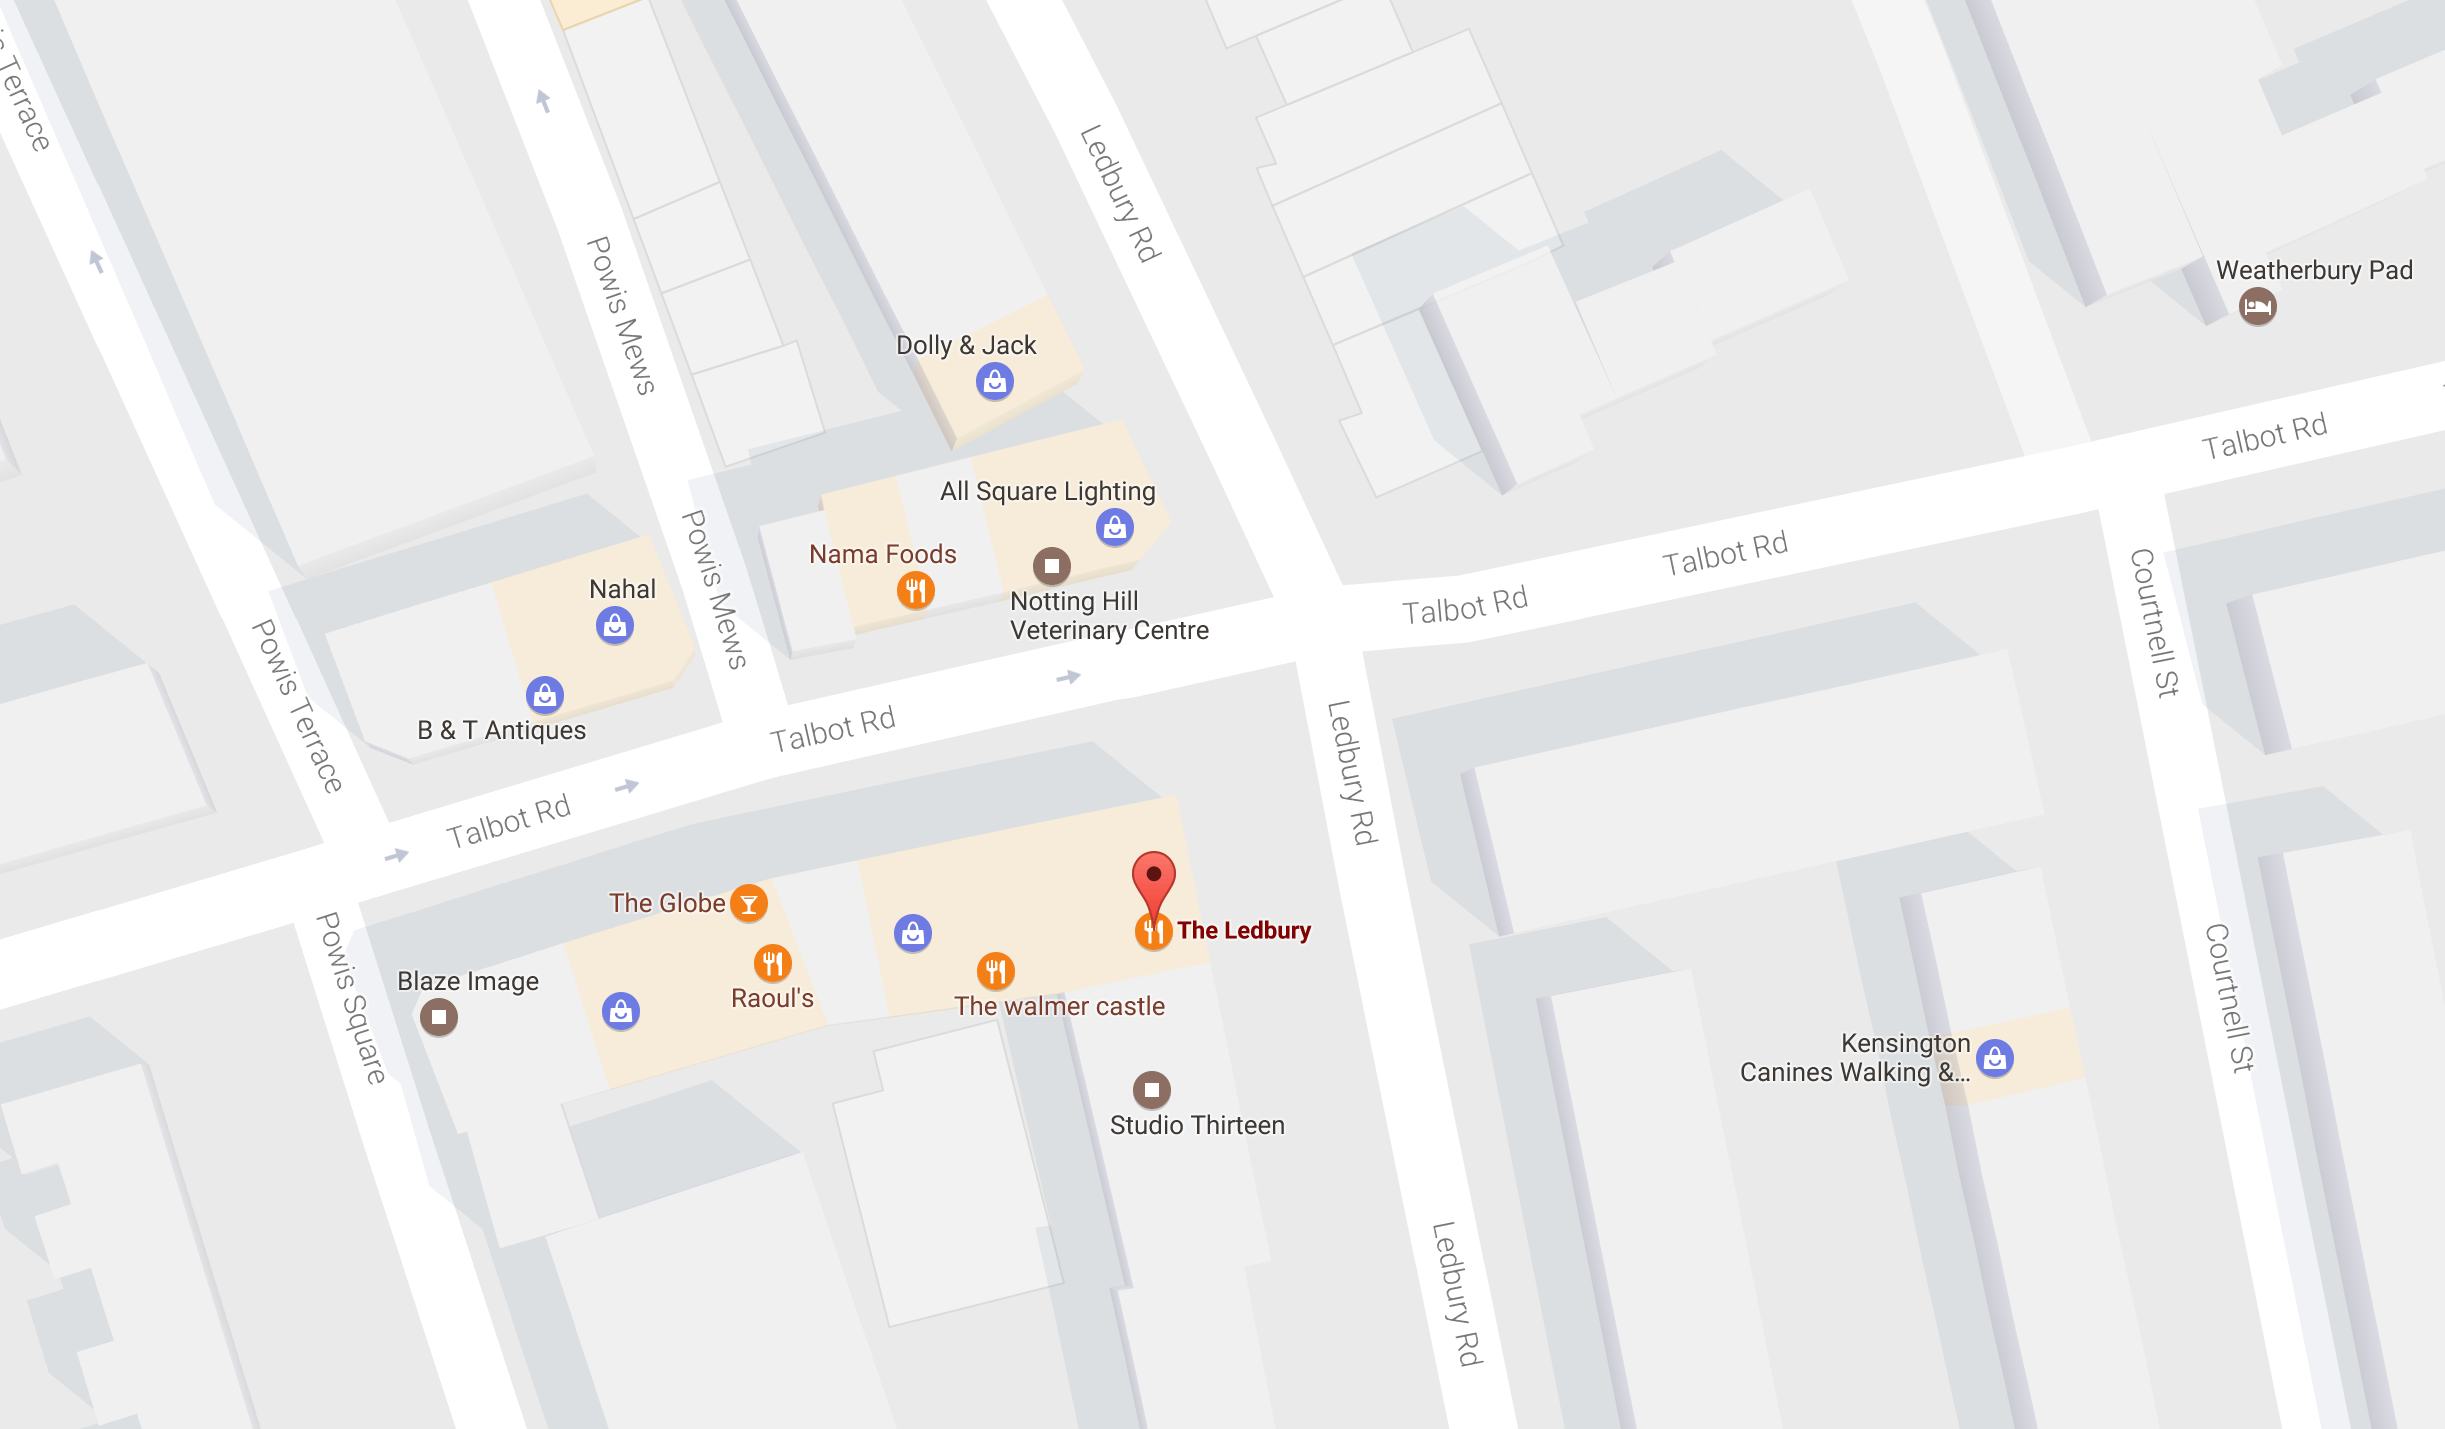 s Terrace
Ledbury Rd
Powis Mews
Weatherbury Pad
Dolly & Jack
Talbot Rd
All Square Lighting
Nama Foods
Talbot Rd
Nahal
Powis Mews
Notting Hill
Veterinary Centre
Talbot Rd
Courtnell St
Powis Terrace
B & T Antiques
Talbot Rd
Ledbury Rd
Talbot Rd
The Globe
The Ledbury
Powis Square
Blaze Image
Raoul's
The walmer castle
Courtnell St
Kensington
Canines Walking &...
Studio Thirteen
Ledbury Rd